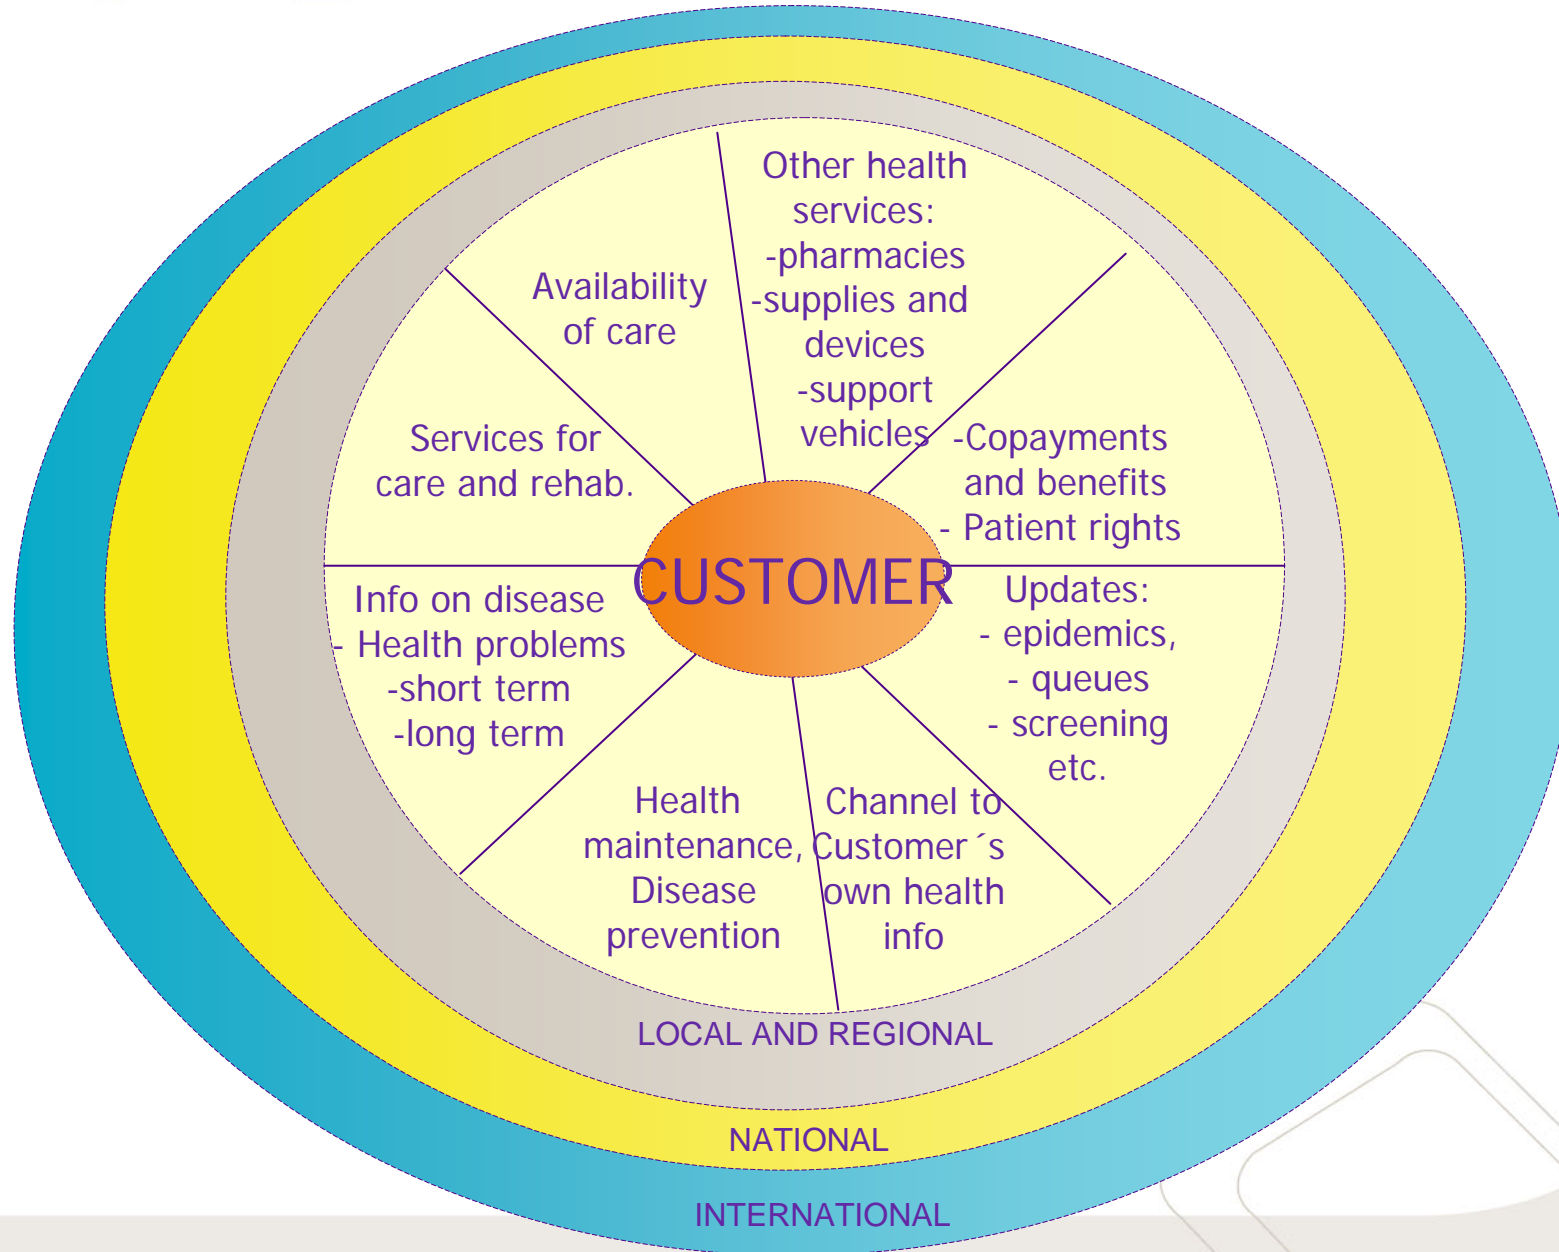 Other health
services:
-pharmacies
-supplies and
devices
-support
vehicles
Availability
of care
Services for
care and rehab.
-Copayments
and benefits
- Patient rights
CUSTOMER
Info on disease
- Health problems
-short term
-long term
Updates:
- epidemics,
- queues
- screening
etc.
Health
maintenance,
Disease
prevention
Channel to
Customer´s
own health
info
LOCAL AND REGIONAL
NATIONAL
INTERNATIONAL